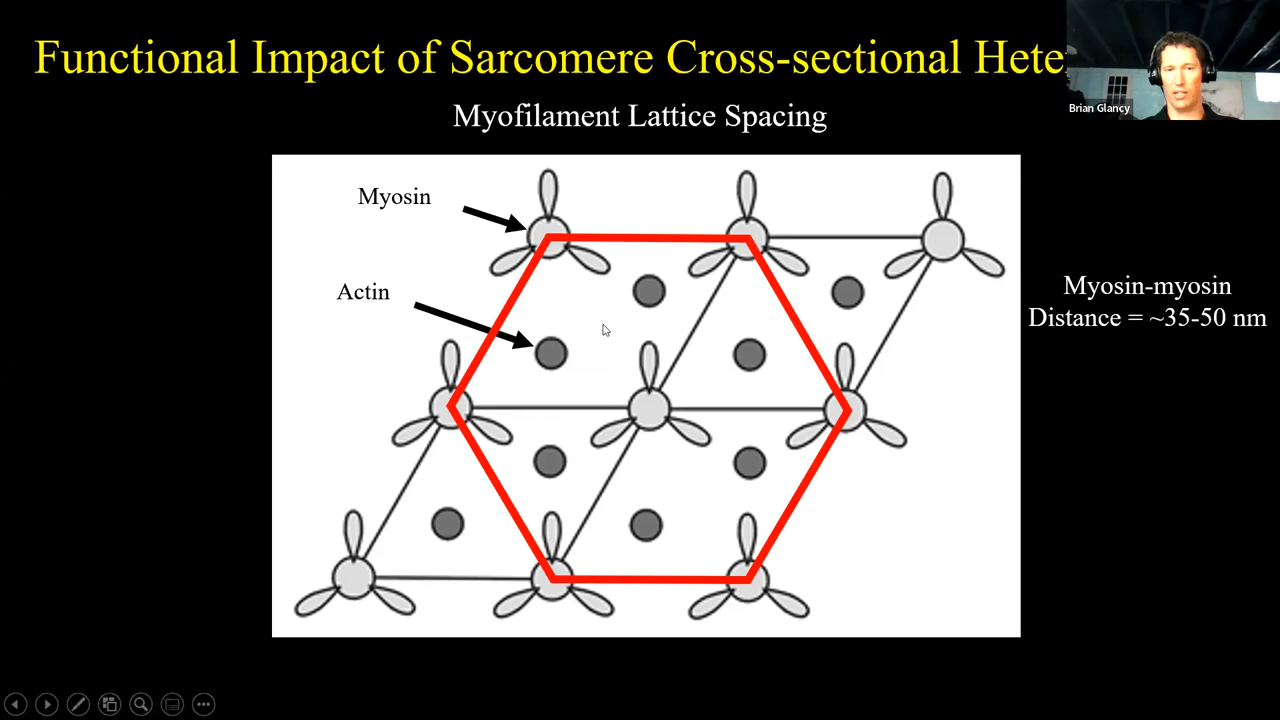 Functional Impact of Sarcomere Cross-sectional Hete
Brian Glancy
Myofilament Lattice Spacing
Myosin
Actin
Myosin-myosin
Distance = ~35-50 nm